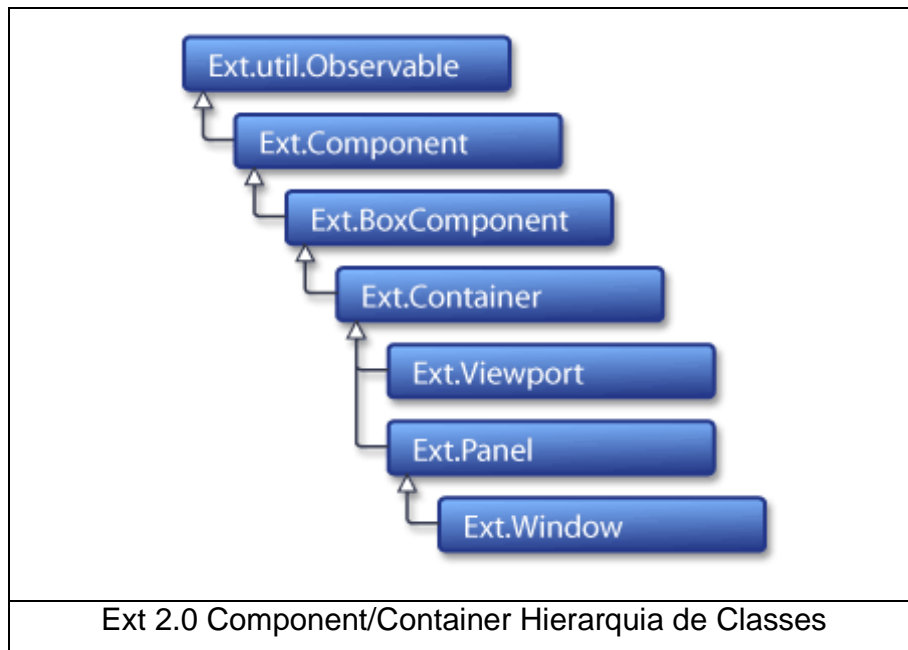 Ext.util.Observable
Ext.Component
Ext.BoxComponent
Ext.Container
Ext.Viewport
Ext.Panel
Ext.Window
Ext 2.0 Component/Container Hierarquia de Classes